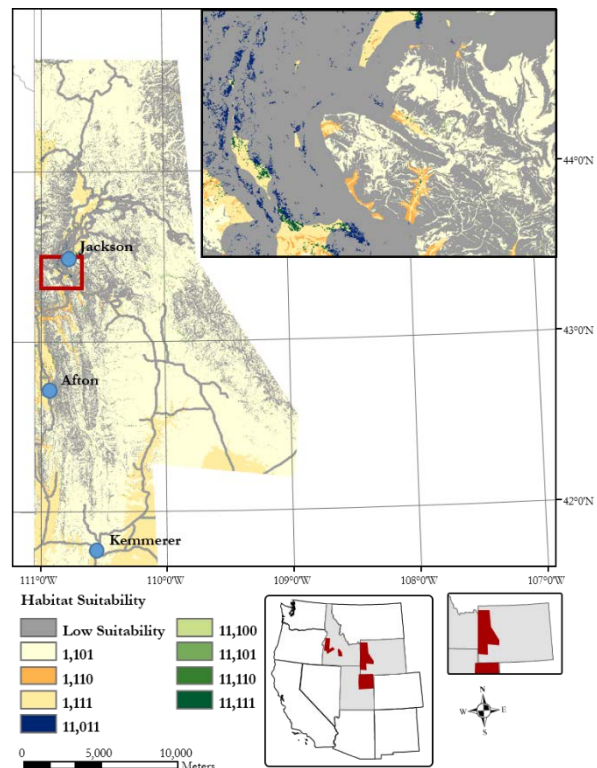 Jackson
Afton
Kemmerer
44°0'N
43°0'N
42°0'N
111°0'W
110°0'W
109°0'W
108°0'W
107°0'W
Habitat Suitability
Low Suitability
1,101
1,110
1,111
11,011
11,100
11,101
11,110
11,111
0 5,000 10,000
Meters
N
W E
S